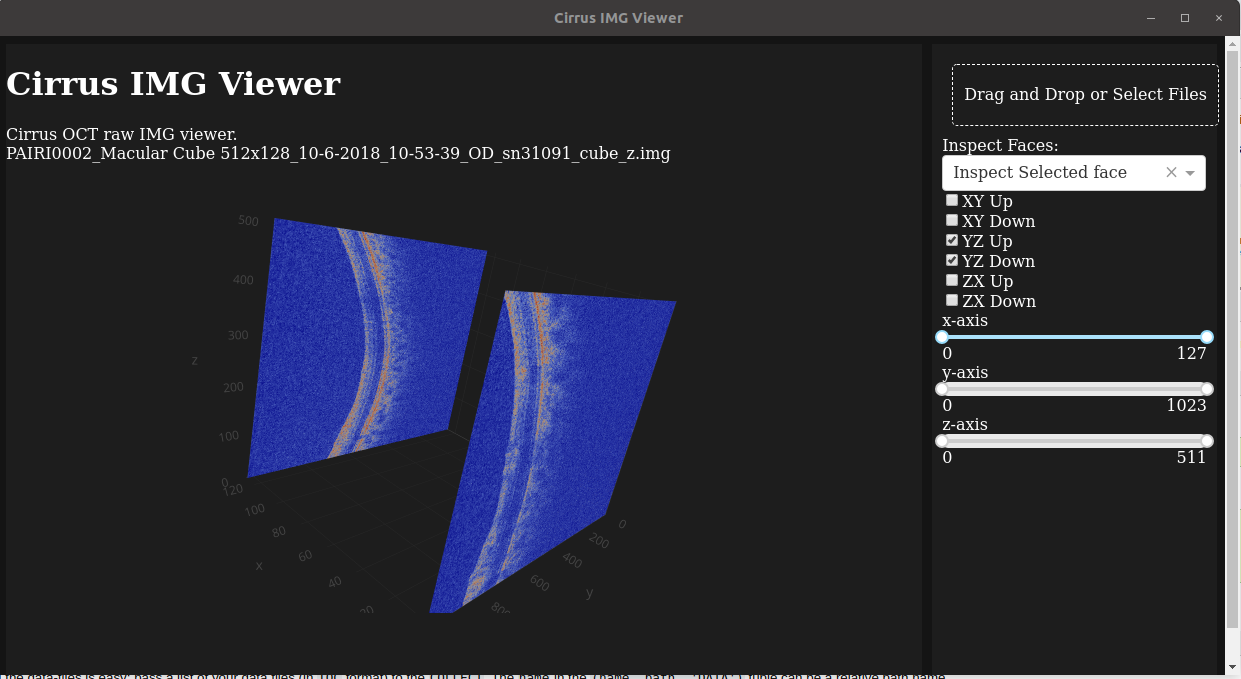 Cirrus IMG Viewer
Cirrus IMG Viewer
Cirrus OCT raw IMG viewer.
PAIRI0002_Macular Cube 512x128_10-6-2018_10-53-39_OD_sn31091_cube_z.img
500
400
300
200
100
0
z
120
100
80
60
40
20
x
0
200
400
600
800
y
Drag and Drop or Select Files
Inspect Faces:
Inspect Selected face
XY Up
XY Down
YZ Up
YZ Down
ZX Up
ZX Down
x-axis
0 127
y-axis
0 1023
z-axis
0 511